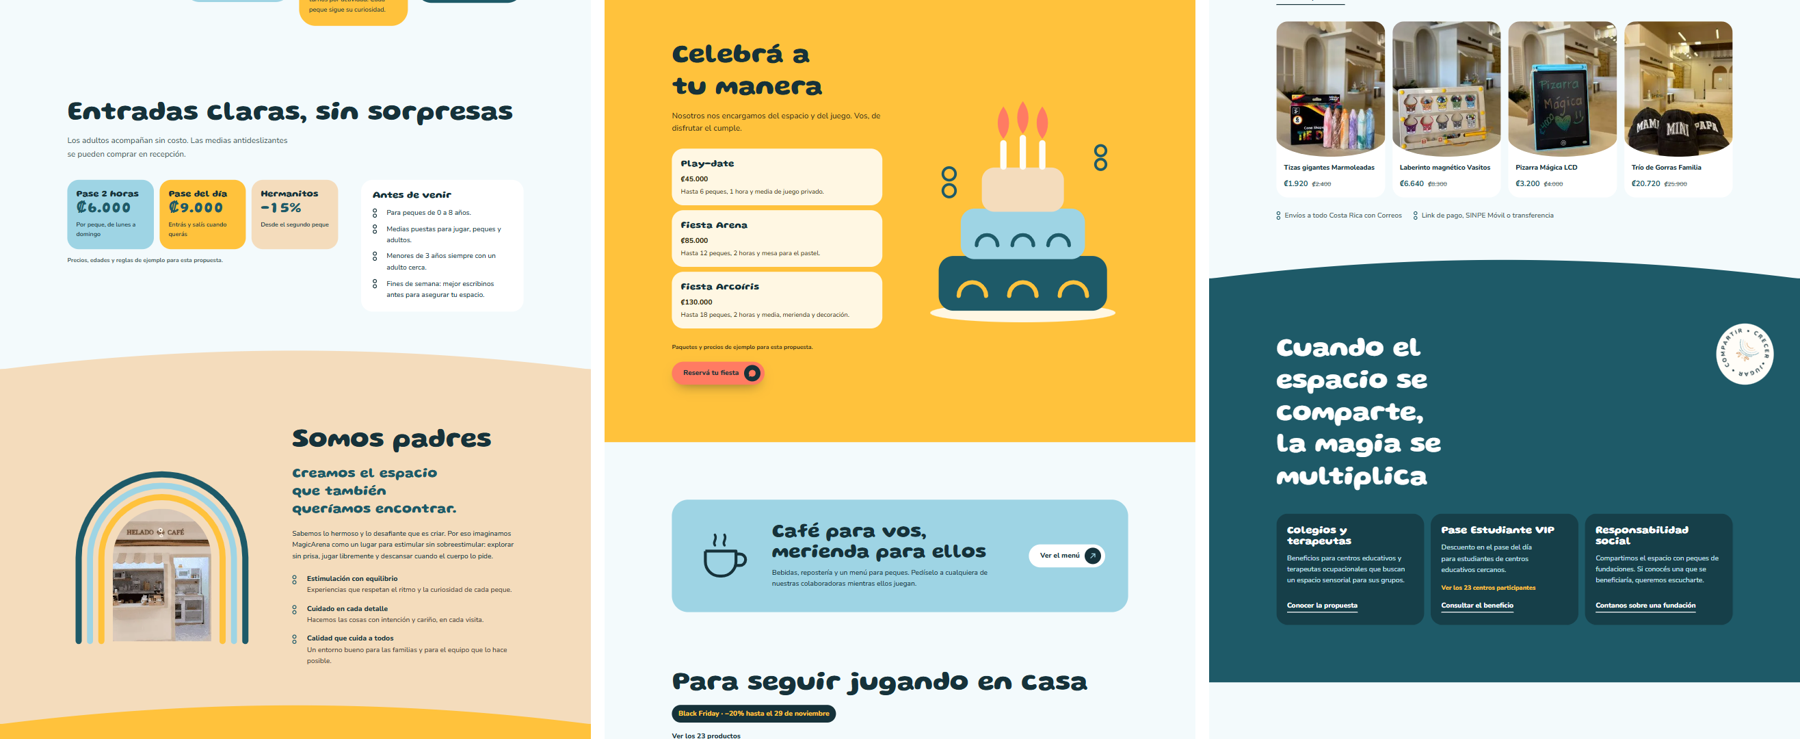 peque sigue su curiosidad.
Entradas claras, sin sorpresas
Los adultos acompañan sin costo. Las medias antideslizantes
se pueden comprar en recepción.
Pase 2 horas
₡6.000
Por peque, de lunes a
domingo
Pase del día
₡9.000
Entrás y salís cuando
querás
Hermanitos
−15%
Desde el segundo peque
Precios, edades y reglas de ejemplo para esta propuesta.
Antes de venir
Para peques de 0 a 8 años.
Medias puestas para jugar, peques y
adultos.
Menores de 3 años siempre con un
adulto cerca.
Fines de semana: mejor escribinos
antes para asegurar tu espacio.
HELADO CAFÉ
Somos padres
Creamos el espacio
que también
queríamos encontrar.
Sabemos lo hermoso y lo desafiante que es criar. Por eso imaginamos
MagicArena como un lugar para estimular sin sobreestimular; explorar
sin prisa, jugar libremente y descansar cuando el cuerpo lo pide.
Estimulación con equilibrio
Experiencias que respetan el ritmo y la curiosidad de cada peque.
Cuidado en cada detalle
Hacemos las cosas con intención y cariño, en cada visita.
Calidad que cuida a todos
Un entorno bueno para las familias y para el equipo que lo hace
posible.
Celebrá a
tu manera
Nosotros nos encargamos del espacio y del juego. Vos, de
disfrutar el cumple.
Play-date
₡45.000
Hasta 6 peques, 1 hora y media de juego privado.
Fiesta Arena
₡85.000
Hasta 12 peques, 2 horas y mesa para el pastel.
Fiesta Arcoíris
₡130.000
Hasta 18 peques, 2 horas y media, merienda y decoración.
Paquetes y precios de ejemplo para esta propuesta.
Reservá tu fiesta
Café para vos,
merienda para ellos
Bebidas, repostería y un menú para peques. Pedíselo a cualquiera de
nuestras colaboradoras mientras ellos juegan.
Ver el menú
Para seguir jugando en casa
Black Friday · −20% hasta el 29 de noviembre
Ver los 23 productos
Pizarra
Mágica
MAMÁ MINI PAPÁ
Tizas gigantes Marmoleadas
₡1.920 ₡2.400
Laberinto magnético Vasitos
₡6.640 ₡8.300
Pizarra Mágica LCD
₡3.200 ₡4.000
Trío de Gorras Familia
₡20.720 ₡25.900
Envíos a todo Costa Rica con Correos
Link de pago, SINPE Móvil o transferencia
Cuando el
espacio se
comparte,
la magia se
multiplica
COMPARTIR • CRECER • JUGAR •
Colegios y
terapeutas
Beneficios para centros educativos y
terapeutas ocupacionales que buscan
un espacio sensorial para sus grupos.
Conocer la propuesta
Pase Estudiante VIP
Descuento en el pase del día
para estudiantes de centros
educativos cercanos.
Ver los 23 centros participantes
Consultar el beneficio
Responsabilidad
social
Compartimos el espacio con peques de
fundaciones. Si conocés una que se
beneficiaría, queremos escucharte.
Contanos sobre una fundación